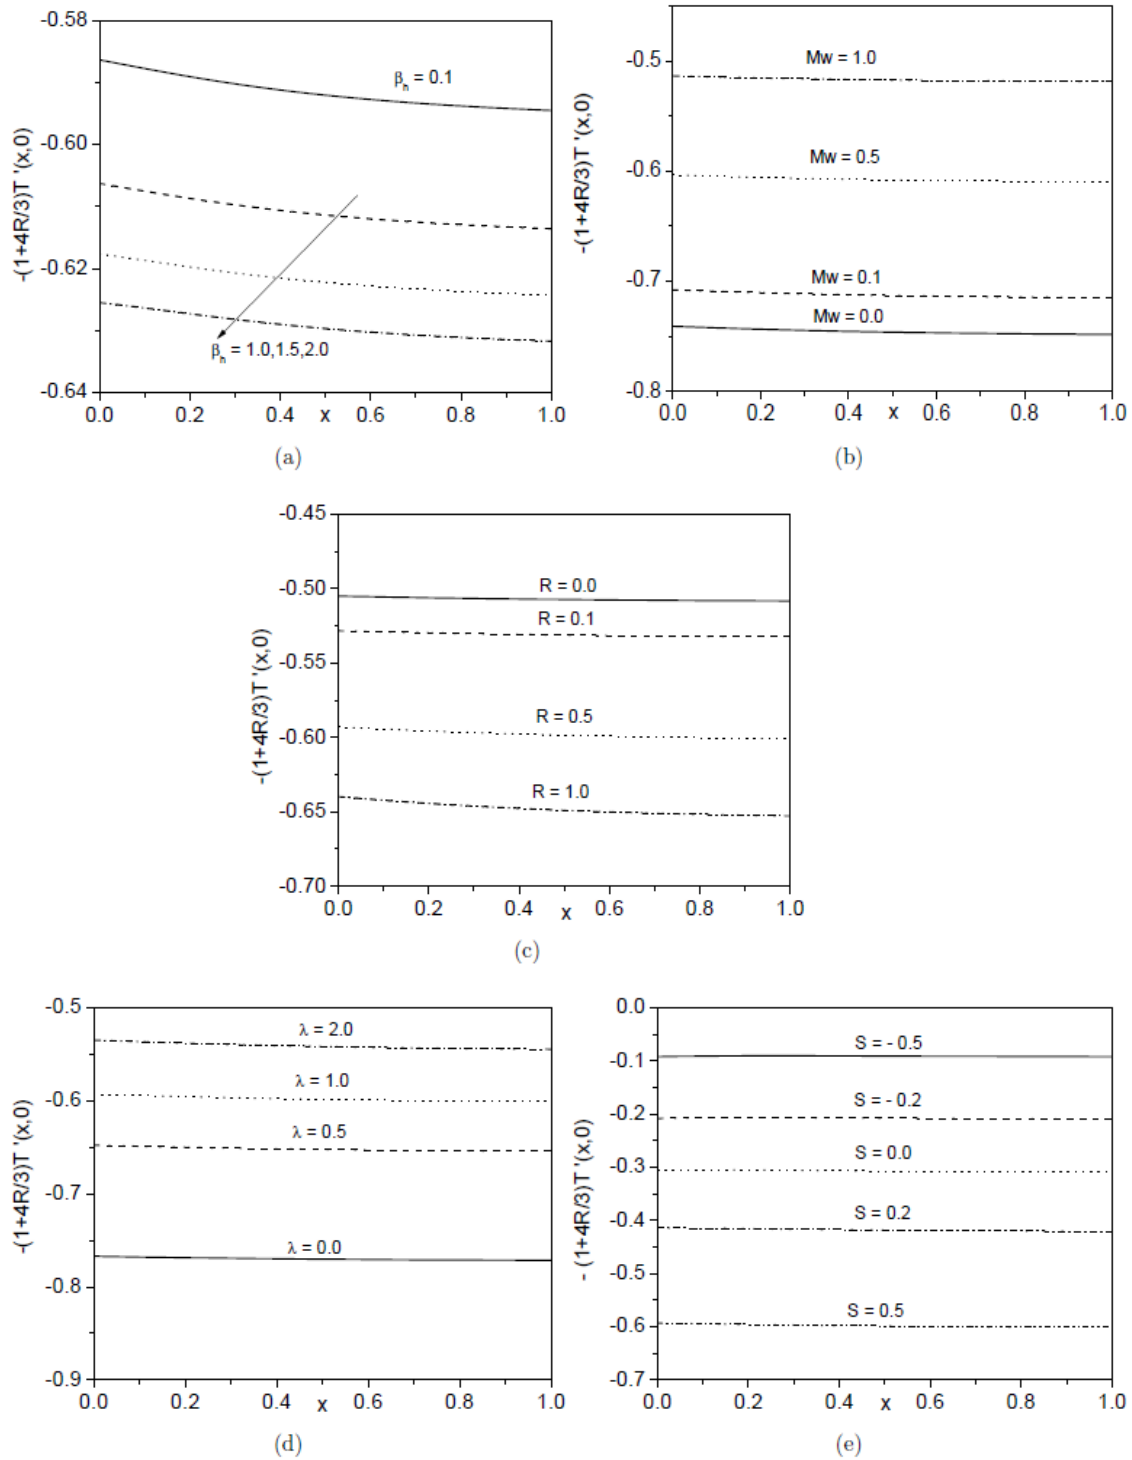 -0.58
-0.60
-0.62
-0.64
-(1+4R/3)T '(x,0)
βh = 0.1
βh = 1.0,1.5,2.0
0.0 0.2 0.4 x 0.6 0.8 1.0
(a)
-0.5
-0.6
-0.7
-0.8
-(1+4R/3)T '(x,0)
Mw = 1.0
Mw = 0.5
Mw = 0.1
Mw = 0.0
0.0 0.2 0.4 x 0.6 0.8 1.0
(b)
-0.45
-0.50
-0.55
-0.60
-0.65
-0.70
-(1+4R/3)T '(x,0)
R = 0.0
R = 0.1
R = 0.5
R = 1.0
0.0 0.2 0.4 x 0.6 0.8 1.0
(c)
-0.5
-0.6
-0.7
-0.8
-0.9
-(1+4R/3)T '(x,0)
λ = 2.0
λ = 1.0
λ = 0.5
λ = 0.0
0.0 0.2 0.4 x 0.6 0.8 1.0
(d)
0.0
-0.1
-0.2
-0.3
-0.4
-0.5
-0.6
-0.7
- (1+4R/3)T '(x,0)
S = - 0.5
S = - 0.2
S = 0.0
S = 0.2
S = 0.5
0.0 0.2 0.4 x 0.6 0.8 1.0
(e)